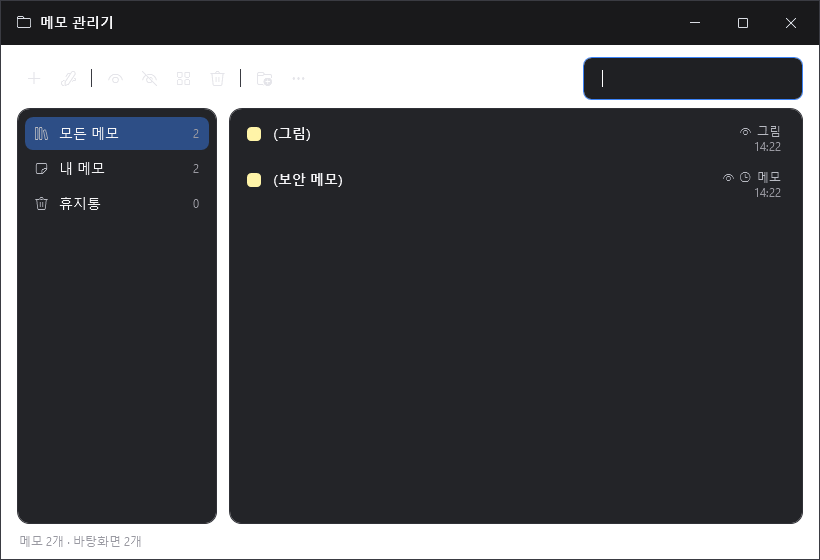 메모 관리기
모든 메모 2
내 메모 2
휴지통 0
(그림) 그림
14:22
(보안 메모) 메모
14:22
메모 2개 · 바탕화면 2개